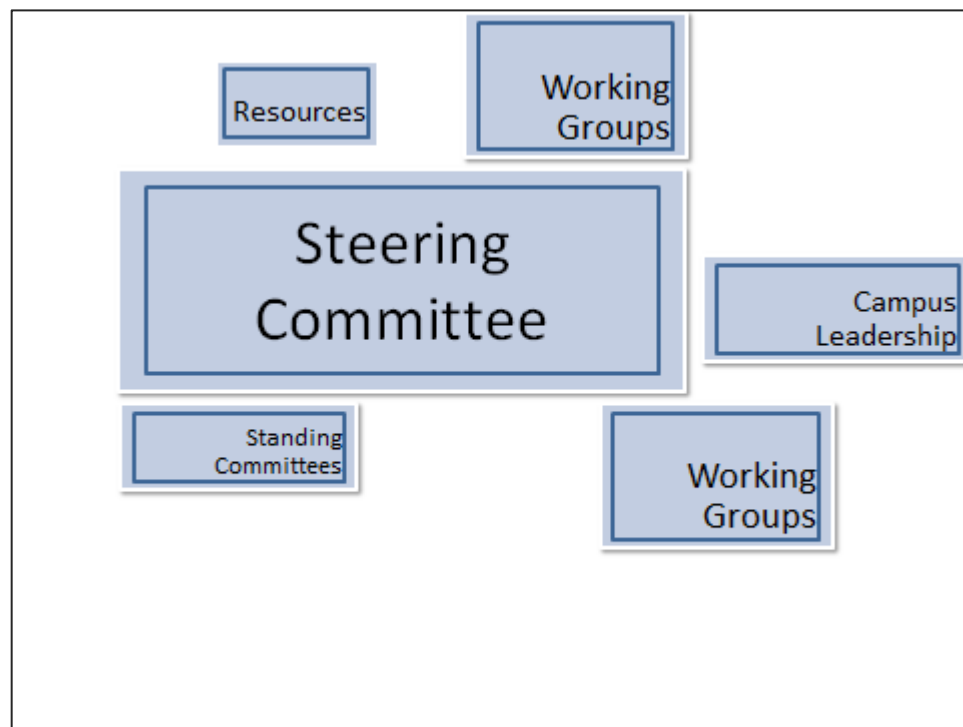 Resources
Working
Groups
Steering
Committee
Campus
Leadership
Standing
Committees
Working
Groups